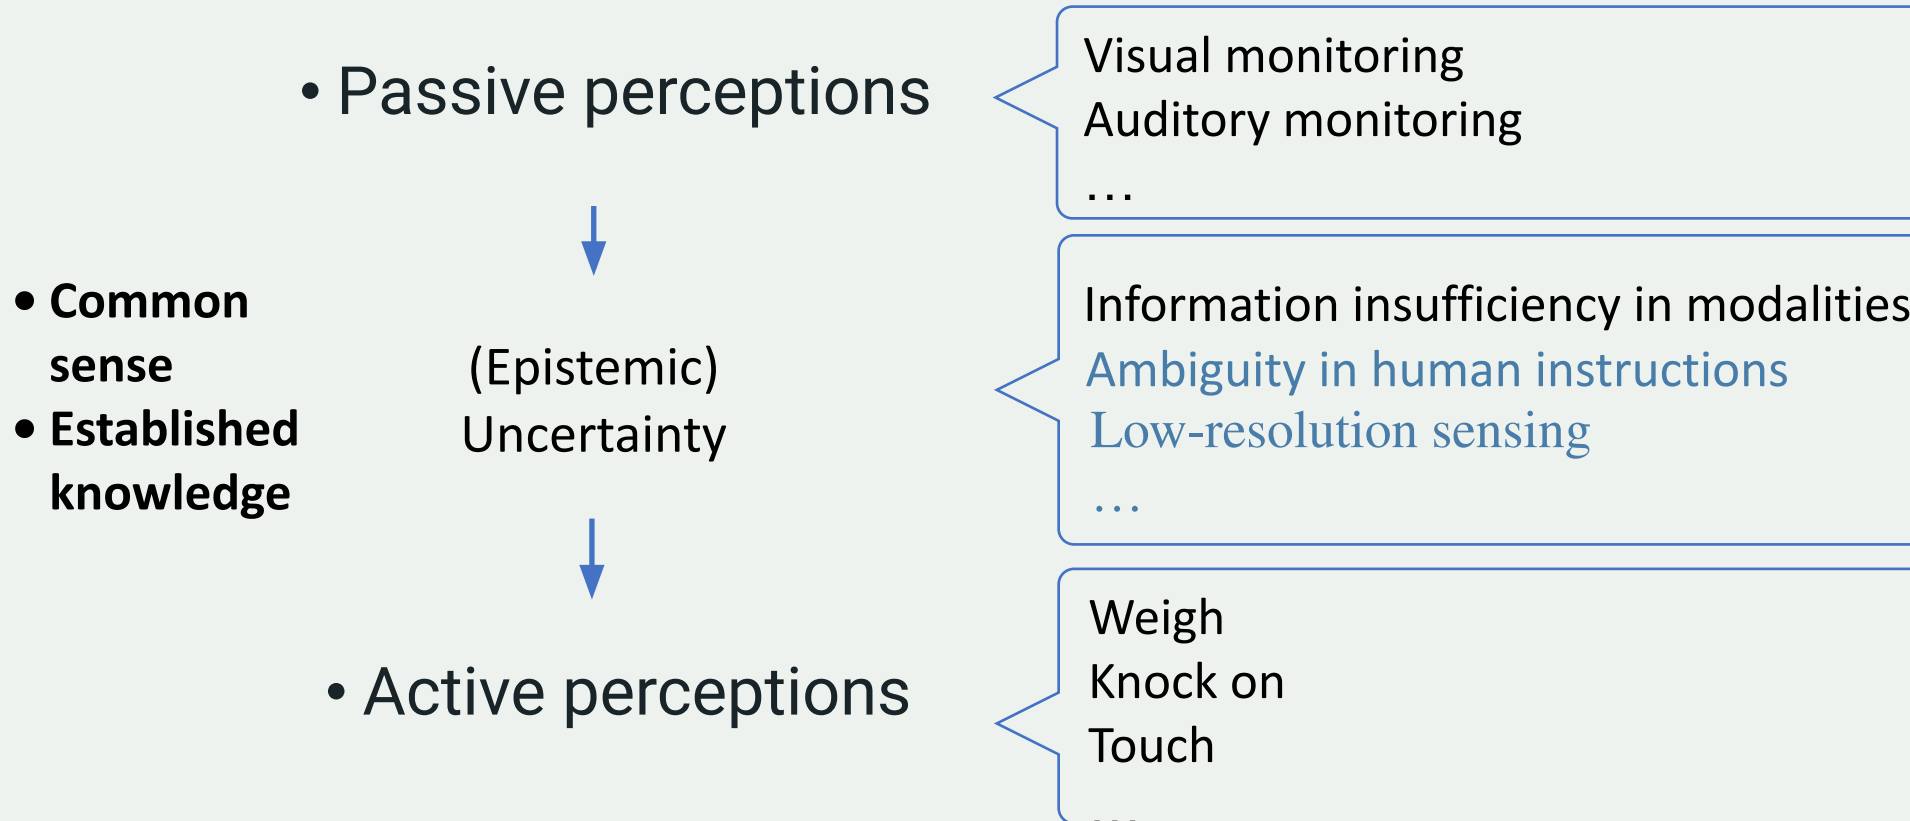 • Passive perceptions
Visual monitoring
Auditory monitoring
…
• Common
sense
• Established
knowledge
(Epistemic)
Uncertainty
Information insufficiency in modalities
Ambiguity in human instructions
Low-resolution sensing
…
• Active perceptions
Weigh
Knock on
Touch
…